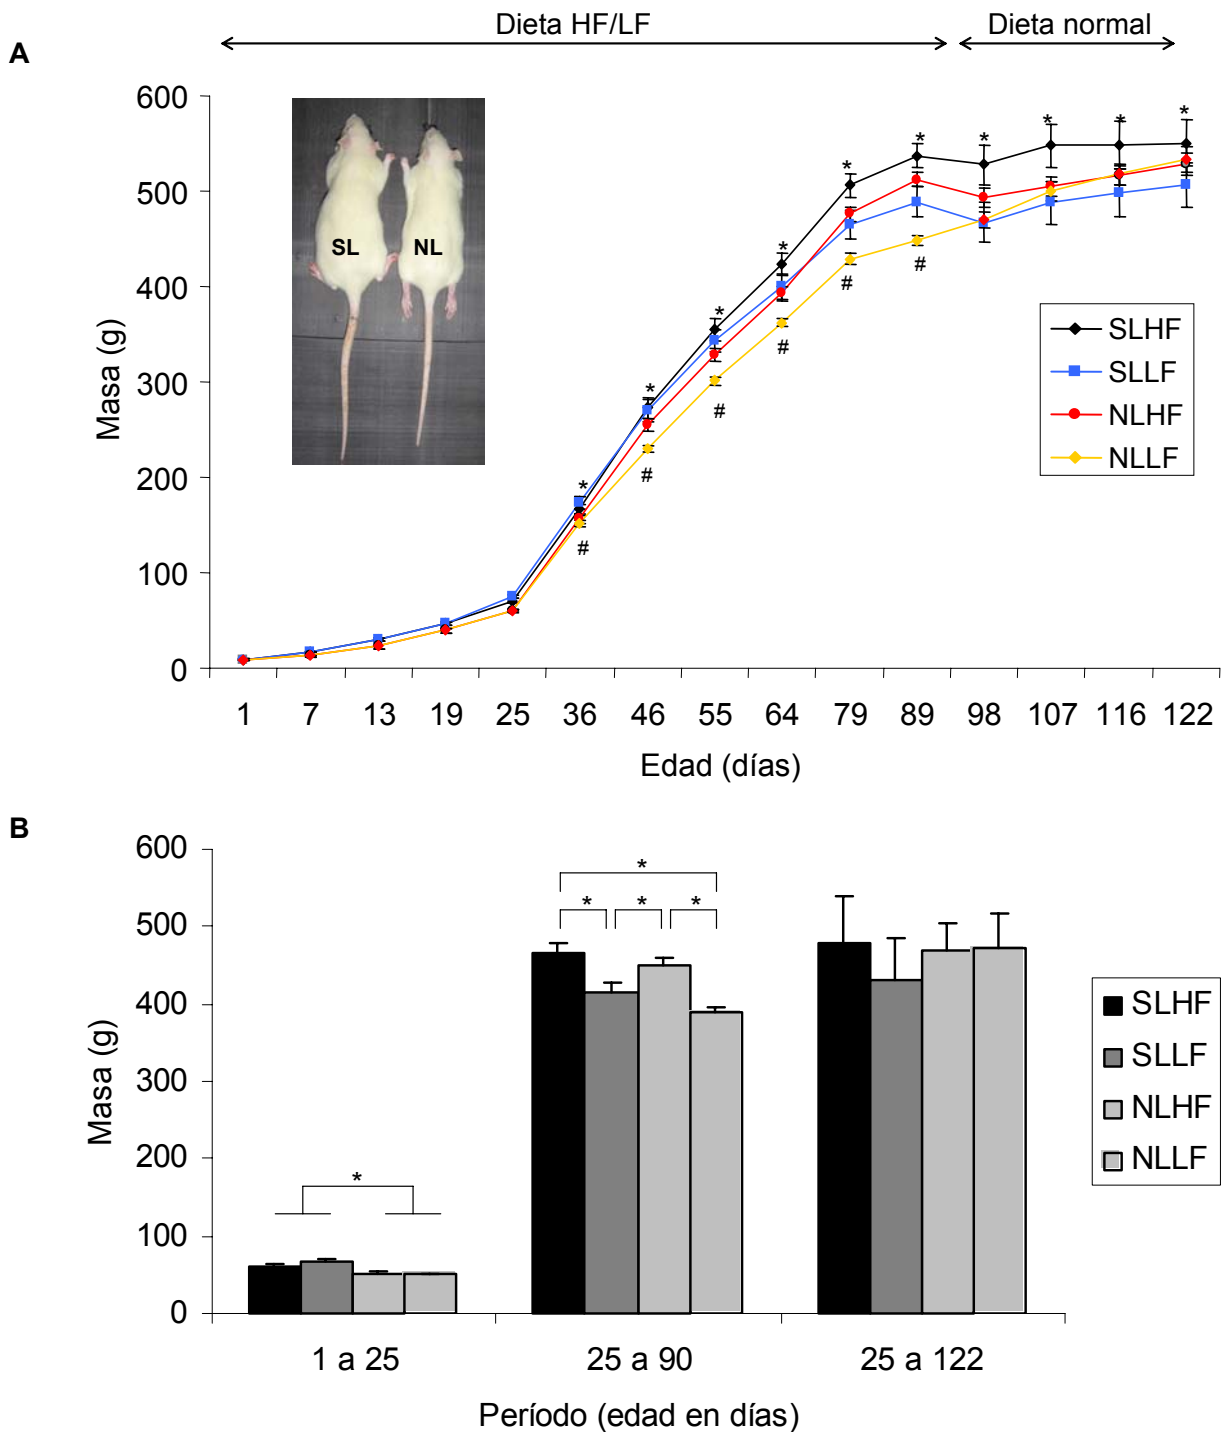 Dieta HF/LF Dieta normal
A
600
500
400
300
200
100
0
Masa (g)
SL NL
* * * * * * * * * * *
# # # # # #
SLHF
SLLF
NLHF
NLLF
1 7 13 19 25 36 46 55 64 79 89 98 107 116 122
Edad (días)
B
600
500
400
300
200
100
0
Masa (g)
*
* * *
*
SLHF
SLLF
NLHF
NLLF
1 a 25 25 a 90 25 a 122
Período (edad en días)